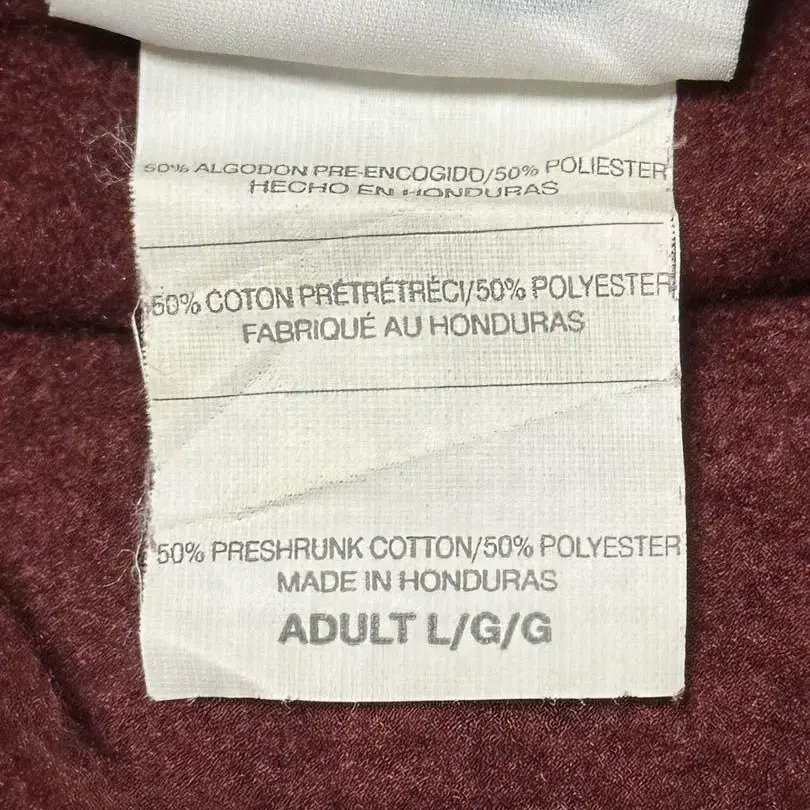 50% ALGODON PRE-ENCOGIDO/50% POLIESTER
HECHO EN HONDURAS
50% COTON PRÉTRÉTRÉCI/50% POLYESTER
FABRIQUÉ AU HONDURAS
50% PRESHRUNK COTTON/50% POLYESTER
MADE IN HONDURAS
ADULT L/G/G